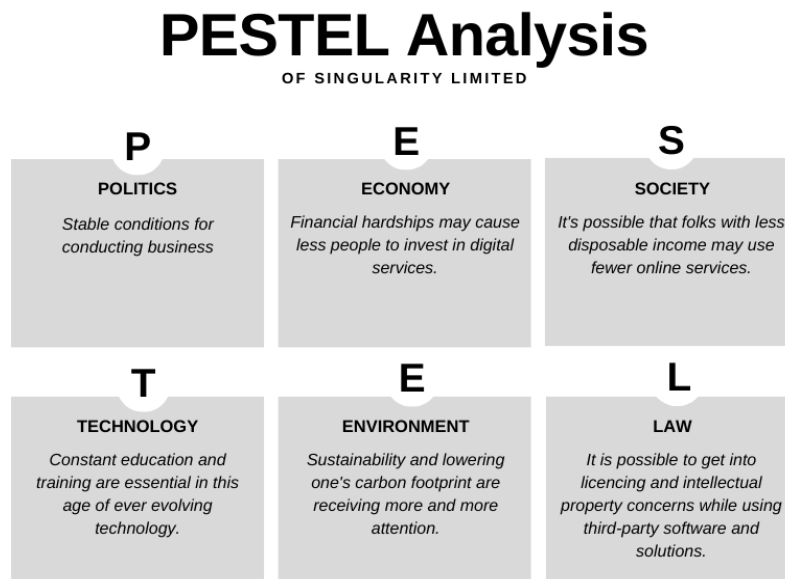 PESTEL Analysis
OF SINGULARITY LIMITED
P
POLITICS
Stable conditions for
conducting business
E
ECONOMY
Financial hardships may cause
less people to invest in digital
services.
S
SOCIETY
It's possible that folks with less
disposable income may use
fewer online services.
T
TECHNOLOGY
Constant education and
training are essential in this
age of ever evolving
technology.
E
ENVIRONMENT
Sustainability and lowering
one's carbon footprint are
receiving more and more
attention.
L
LAW
It is possible to get into
licencing and intellectual
property concerns while using
third-party software and
solutions.